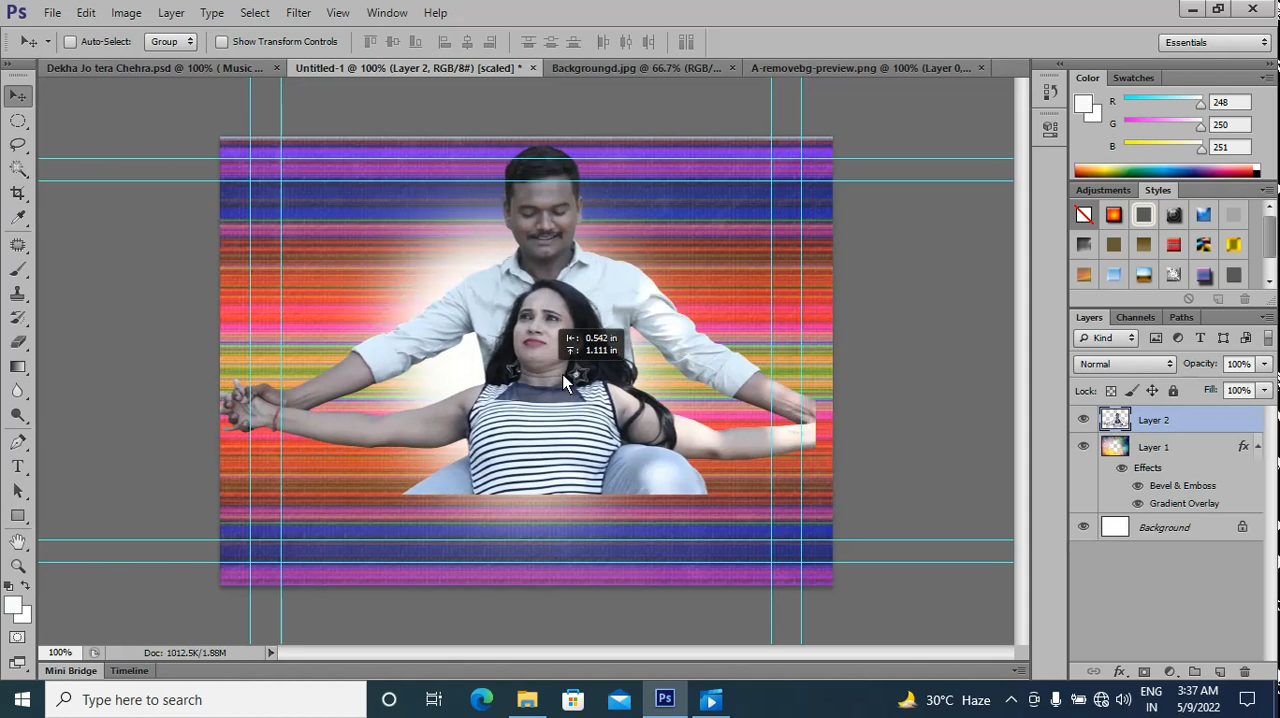 Ps File Edit Image Layer Type Select Filter View Window Help
Auto-Select: Group Show Transform Controls Essentials
Dekha Jo tera Chehra.psd @ 100% ( Music ... × Untitled-1 @ 100% (Layer 2, RGB/8#) [scaled] * × Backgroungd.jpg @ 66.7% (RGB/... × A-removebg-preview.png @ 100% (Layer 0,... ×
Color Swatches
R 248
G 250
B 251
Adjustments Styles
Layers Channels Paths
Kind
Normal Opacity: 100%
Lock: Fill: 100%
Layer 2
Layer 1 fx
Effects
Bevel & Emboss
Gradient Overlay
Background
0.542 in
1.111 in
100% Doc: 1012.5K/1.88M
Mini Bridge Timeline
Type here to search
Ps
30°C Haze
ENG
IN
3:37 AM
5/9/2022